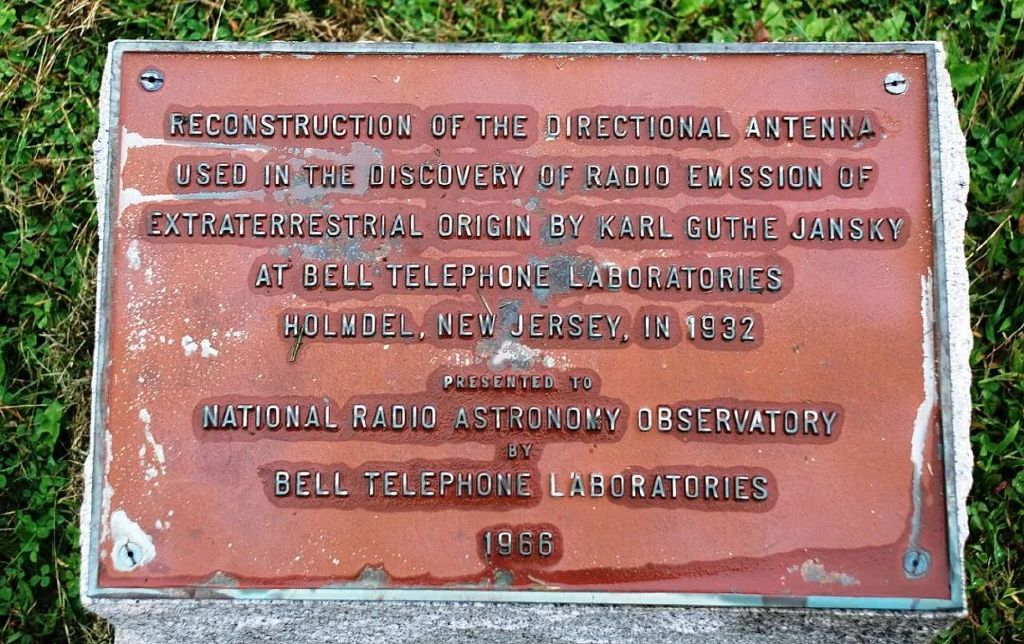 RECONSTRUCTION OF THE DIRECTIONAL ANTENNA
USED IN THE DISCOVERY OF RADIO EMISSION OF
EXTRATERRESTRIAL ORIGIN BY KARL GUTHE JANSKY
AT BELL TELEPHONE LABORATORIES
HOLMDEL, NEW JERSEY, IN 1932
PRESENTED TO
NATIONAL RADIO ASTRONOMY OBSERVATORY
BY
BELL TELEPHONE LABORATORIES
1966